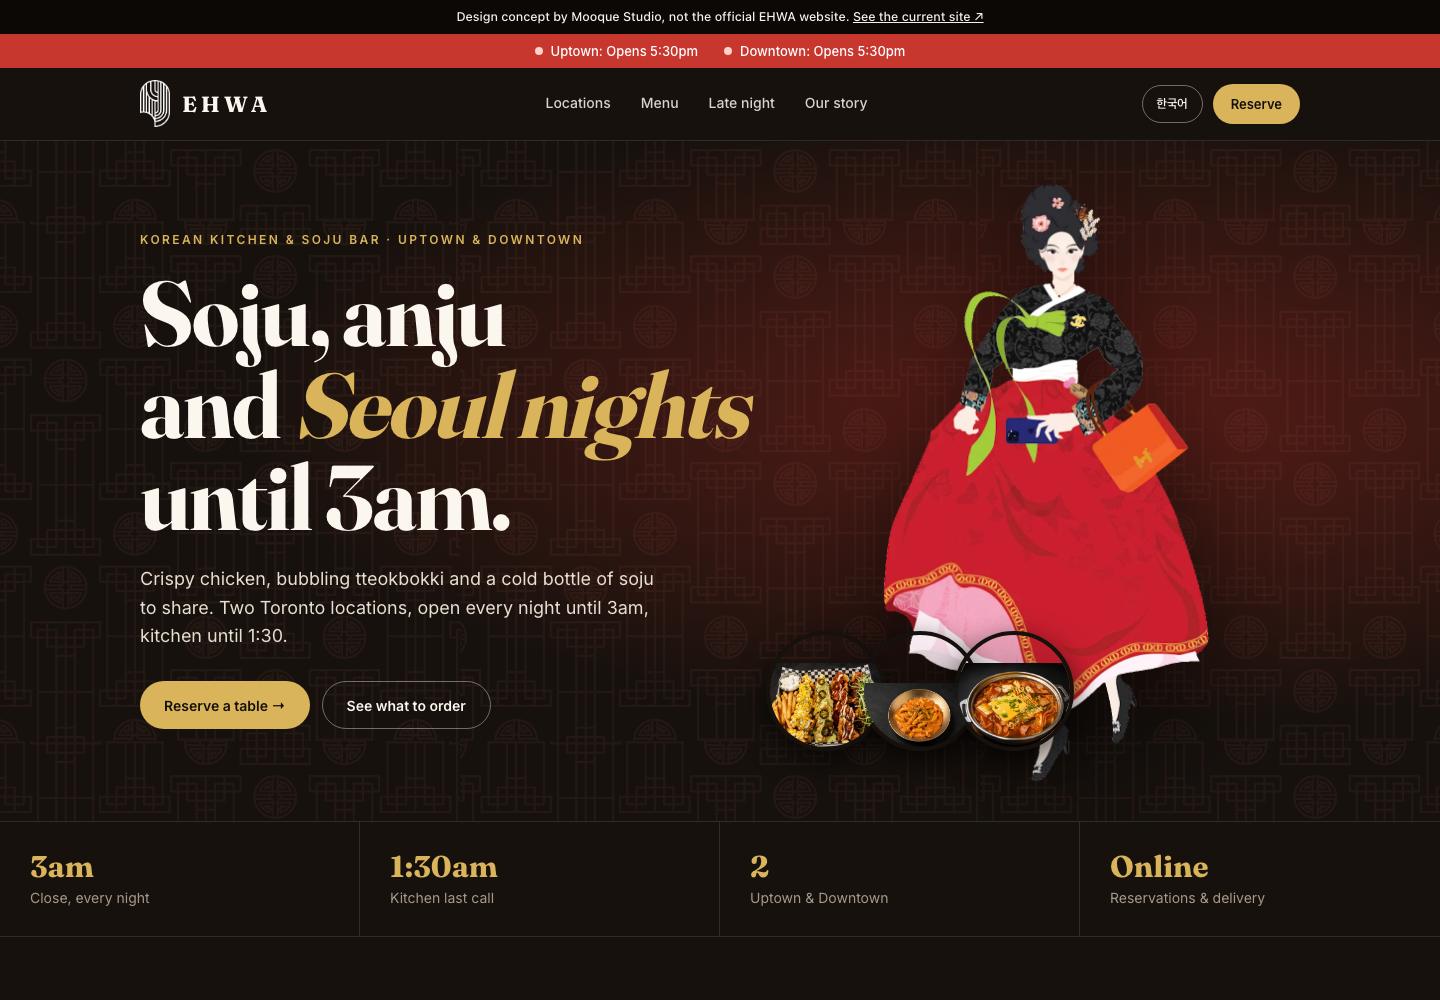 Design concept by Mooque Studio, not the official EHWA website. See the current site ↗
Uptown: Opens 5:30pm
Downtown: Opens 5:30pm
EHWA
Locations
Menu
Late night
Our story
한국어
Reserve
KOREAN KITCHEN & SOJU BAR · UPTOWN & DOWNTOWN
Soju, anju
and Seoul nights
until 3am.
Crispy chicken, bubbling tteokbokki and a cold bottle of soju
to share. Two Toronto locations, open every night until 3am,
kitchen until 1:30.
Reserve a table →
See what to order
3am
Close, every night
1:30am
Kitchen last call
2
Uptown & Downtown
Online
Reservations & delivery